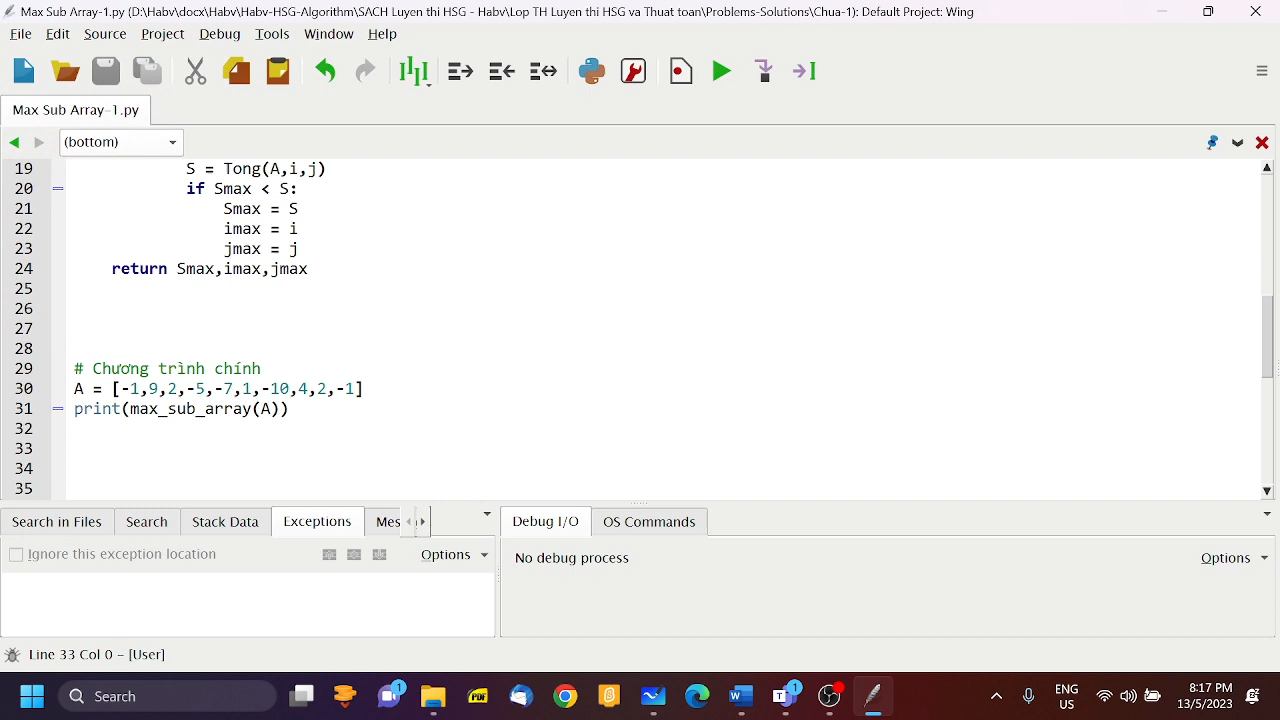 Max Sub Array-1.py (D:\Habv\docx\Habv\Habv-HSG-Algorithm\SACH Luyen thi HSG - Habv\Lop TH Luyen thi HSG va Thuat toan\Problems-Solutions\Chua-1): Default Project: Wing
File Edit Source Project Debug Tools Window Help
Max Sub Array-1.py
(bottom)
19 S = Tong(A,i,j)
20 if Smax < S:
21 Smax = S
22 imax = i
23 jmax = j
24 return Smax,imax,jmax
25
26
27
28
29 # Chương trình chính
30 A = [-1,9,2,-5,-7,1,-10,4,2,-1]
31 print(max_sub_array(A))
32
33
34
35
Search in Files Search Stack Data Exceptions Mes Debug I/O OS Commands
Ignore this exception location Options No debug process Options
Line 33 Col 0 – [User]
Search PDF 1 1 ENG US 8:17 PM 13/5/2023